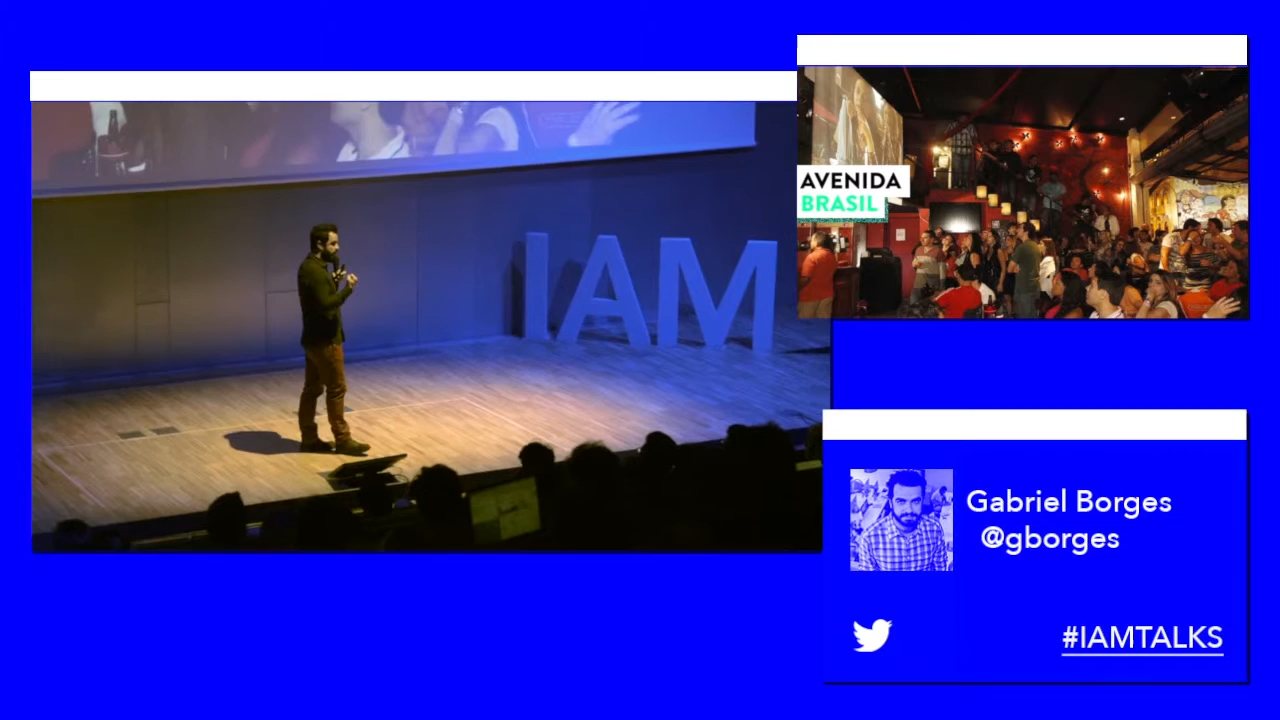 IAM
AVENIDA
BRASIL
Gabriel Borges
@gborges
#IAMTALKS